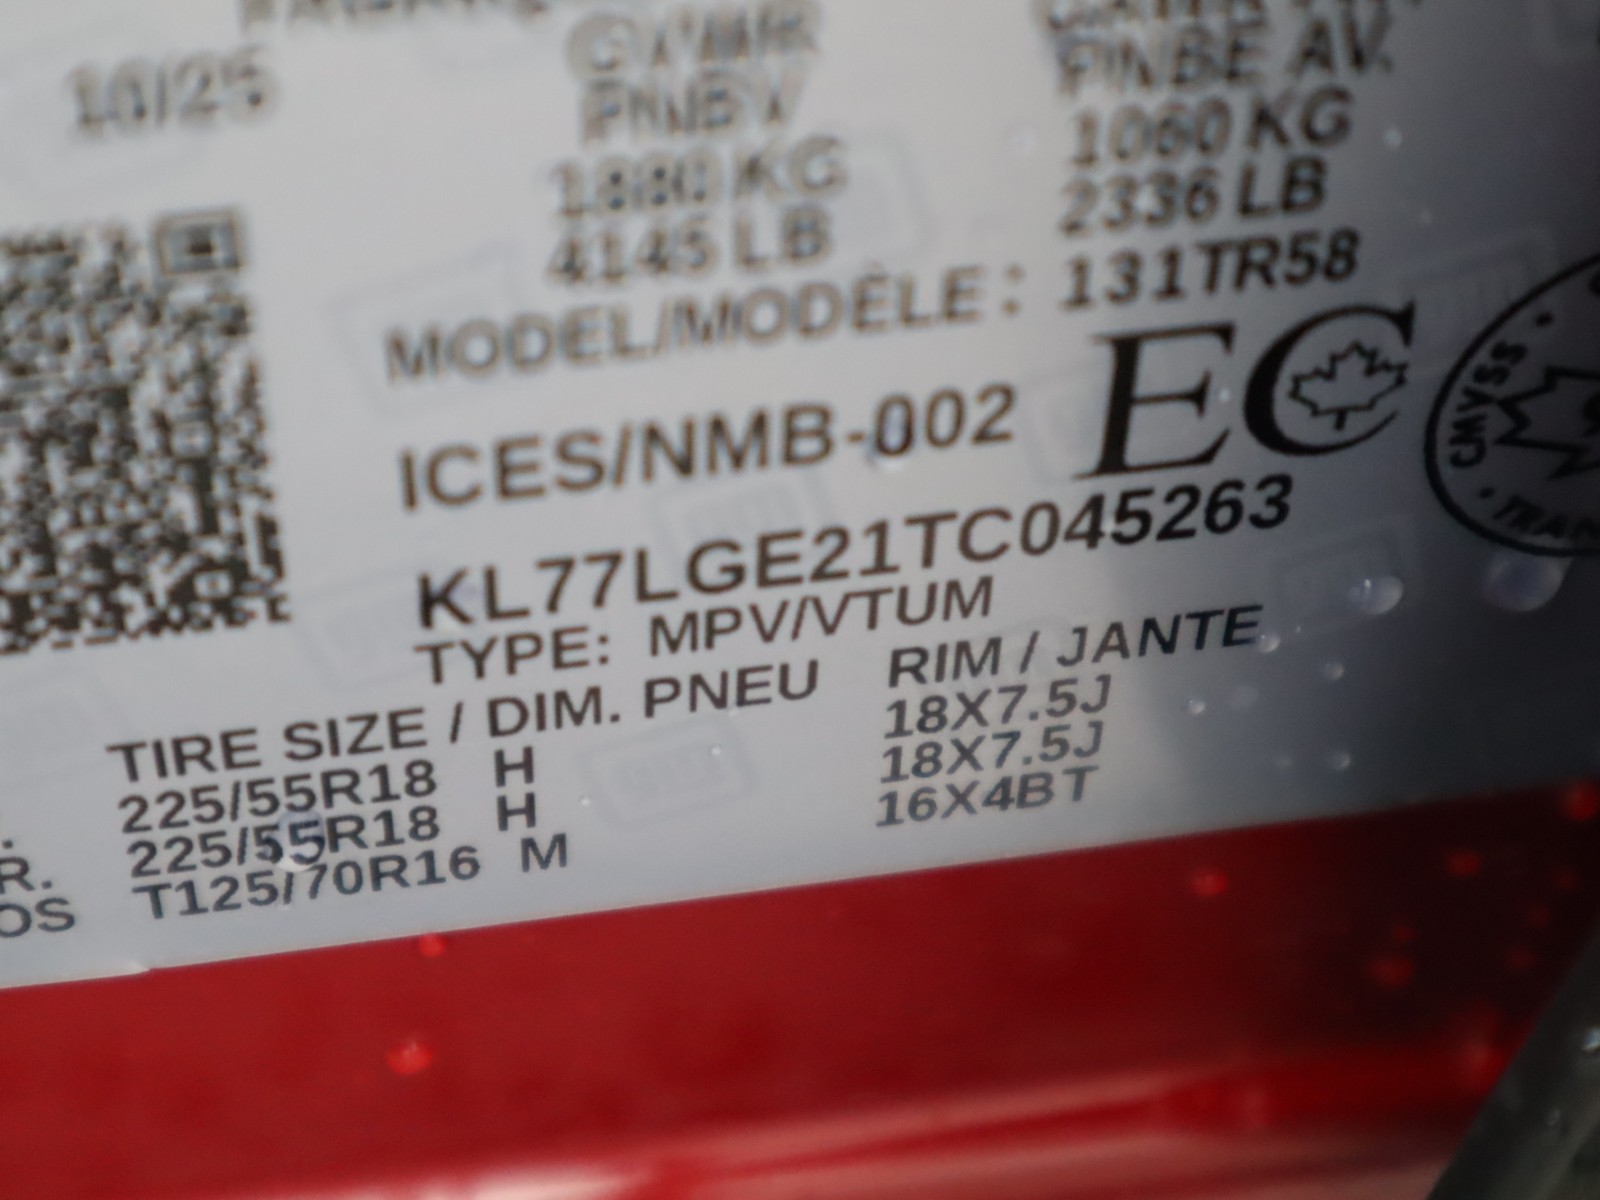 10/25
GVWR
PNBV
1880 KG
4145 LB
PNBE AV.
1060 KG
2336 LB
MODEL/MODÈLE : 131TR58
ICES/NMB-002
EC
CMVSS
KL77LGE21TC045263
TYPE: MPV/VTUM
TIRE SIZE / DIM. PNEU RIM / JANTE
225/55R18 H 18X7.5J
R. 225/55R18 H 18X7.5J
T125/70R16 M 16X4BT